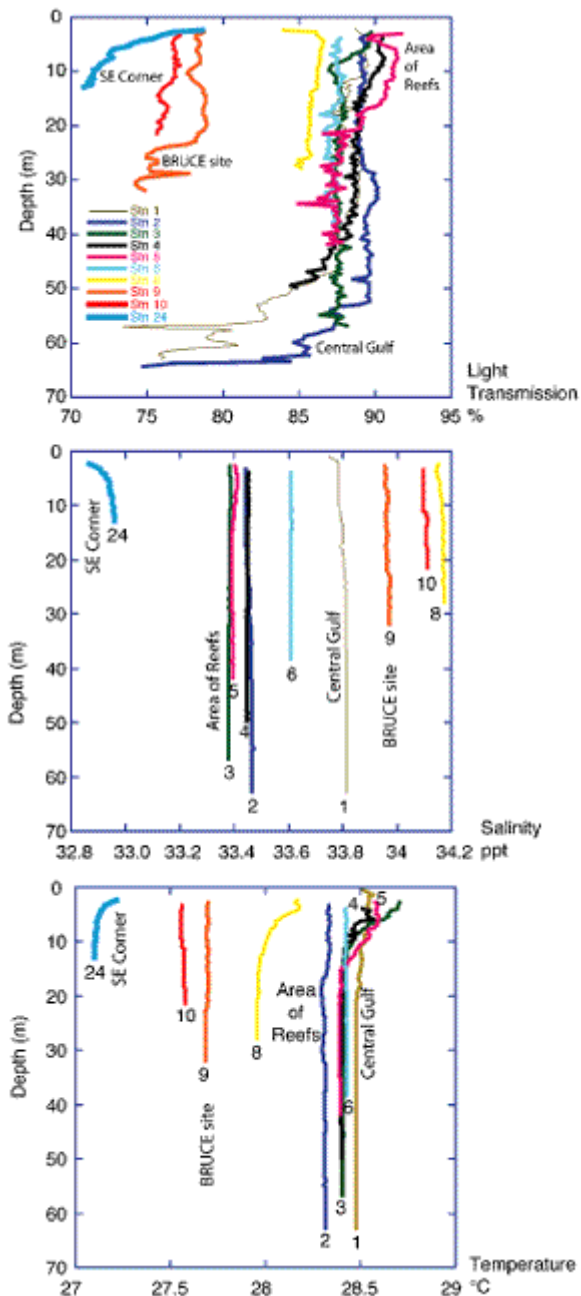 0
10
20
30
40
50
60
70
Depth (m)
SE Corner
BRUCE site
Area
of
Reefs
Central Gulf
Stn 1
Stn 2
Stn 3
Stn 4
Stn 9
Stn 10
Stn 24
70
75
80
85
90
95
Light
Transmission
%
0
10
20
30
40
50
60
70
Depth (m)
SE Corner
24
Area of Reefs
5
4
3
2
6
Central Gulf
1
BRUCE site
9
10
8
32.8
33.0
33.2
33.4
33.6
33.8
34
34.2
Salinity
ppt
0
10
20
30
40
50
60
70
Depth (m)
24
SE Corner
10
9
BRUCE site
8
Area
of
Reefs
4
5
Central Gulf
6
3
2
1
27
27.5
28
28.5
29
Temperature
°C